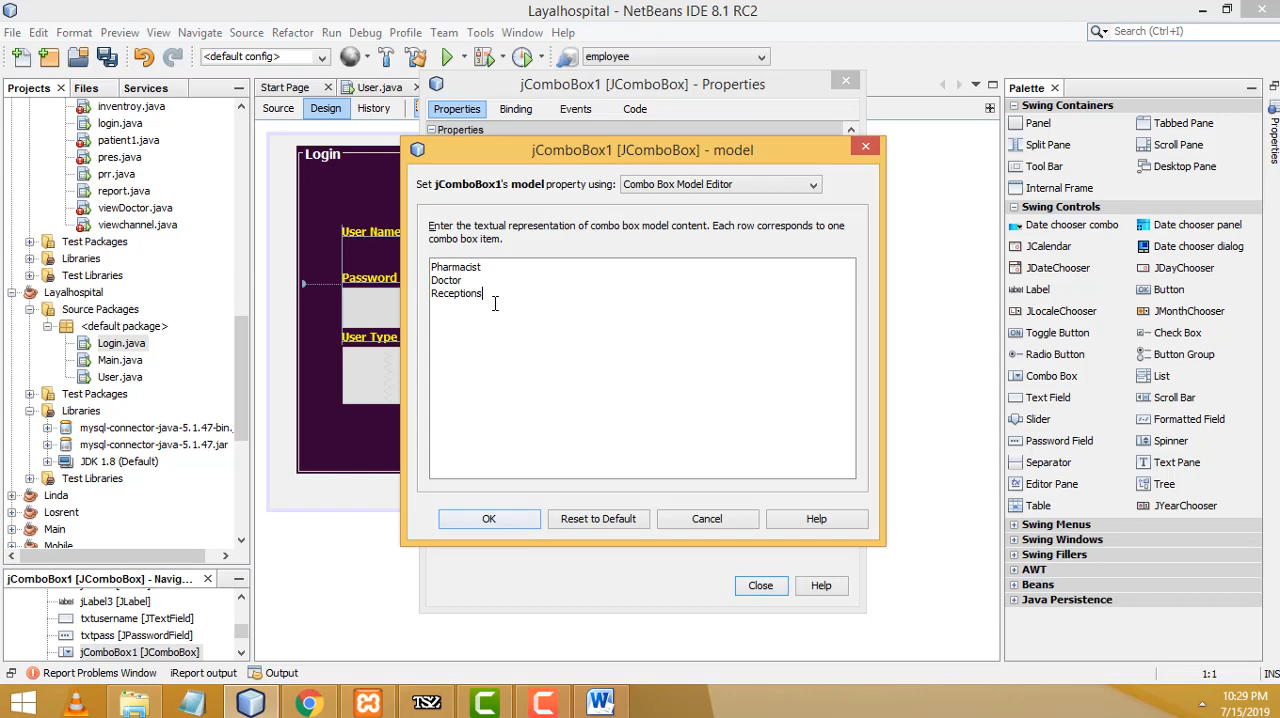 Layalhospital - NetBeans IDE 8.1 RC2
File Edit Format Preview View Navigate Source Refactor Run Debug Profile Team Tools Window Help
Search (Ctrl+I)
<default config>
employee
Projects Files Services
Start Page
User.java
Source Design History
inventroy.java
login.java
patient1.java
pres.java
prr.java
report.java
viewDoctor.java
viewchannel.java
Test Packages
Libraries
Test Libraries
Layalhospital
Source Packages
<default package>
Login.java
Main.java
User.java
Test Packages
Libraries
mysql-connector-java-5.1.47-bin.
mysql-connector-java-5.1.47.jar
JDK 1.8 (Default)
Test Libraries
Linda
Losrent
Main
Mobile
jComboBox1 [JComboBox] - Navig...
jLabel3 [JLabel]
txtusername [JTextField]
txtpass [JPasswordField]
jComboBox1 [JComboBox]
Login
User Name
Password
User Type
jComboBox1 [JComboBox] - Properties
Properties Binding Events Code
Properties
jComboBox1 [JComboBox] - model
Set jComboBox1's model property using: Combo Box Model Editor
Enter the textual representation of combo box model content. Each row corresponds to one
combo box item.
Pharmacist
Doctor
Receptions
OK Reset to Default Cancel Help
Close Help
Palette
Swing Containers
Panel Tabbed Pane
Split Pane Scroll Pane
Tool Bar Desktop Pane
Internal Frame
Swing Controls
Date chooser combo Date chooser panel
JCalendar Date chooser dialog
JDateChooser JDayChooser
Label Button
JLocaleChooser JMonthChooser
Toggle Button Check Box
Radio Button Button Group
Combo Box List
Text Field Scroll Bar
Slider Formatted Field
Password Field Spinner
Separator Text Pane
Editor Pane Tree
Table JYearChooser
Swing Menus
Swing Windows
Swing Fillers
AWT
Beans
Java Persistence
Properties
Report Problems Window iReport output Output
1:1 INS
10:29 PM
7/15/2019